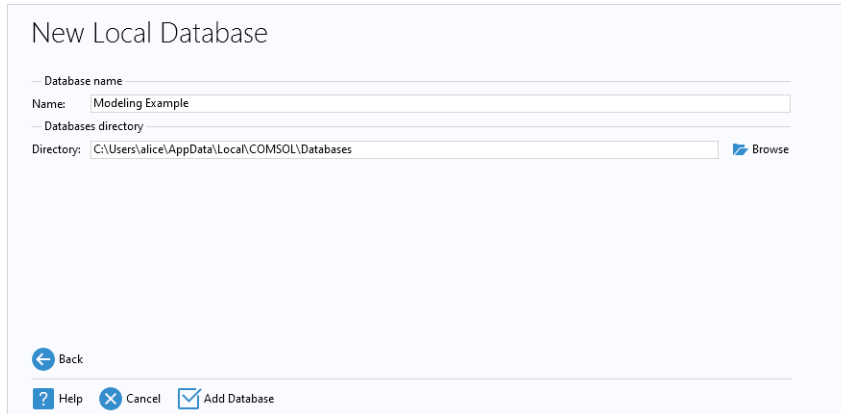 New Local Database
Database name
Name: Modeling Example
Databases directory
Directory: C:\Users\alice\AppData\Local\COMSOL\Databases Browse
Back
? Help Cancel Add Database